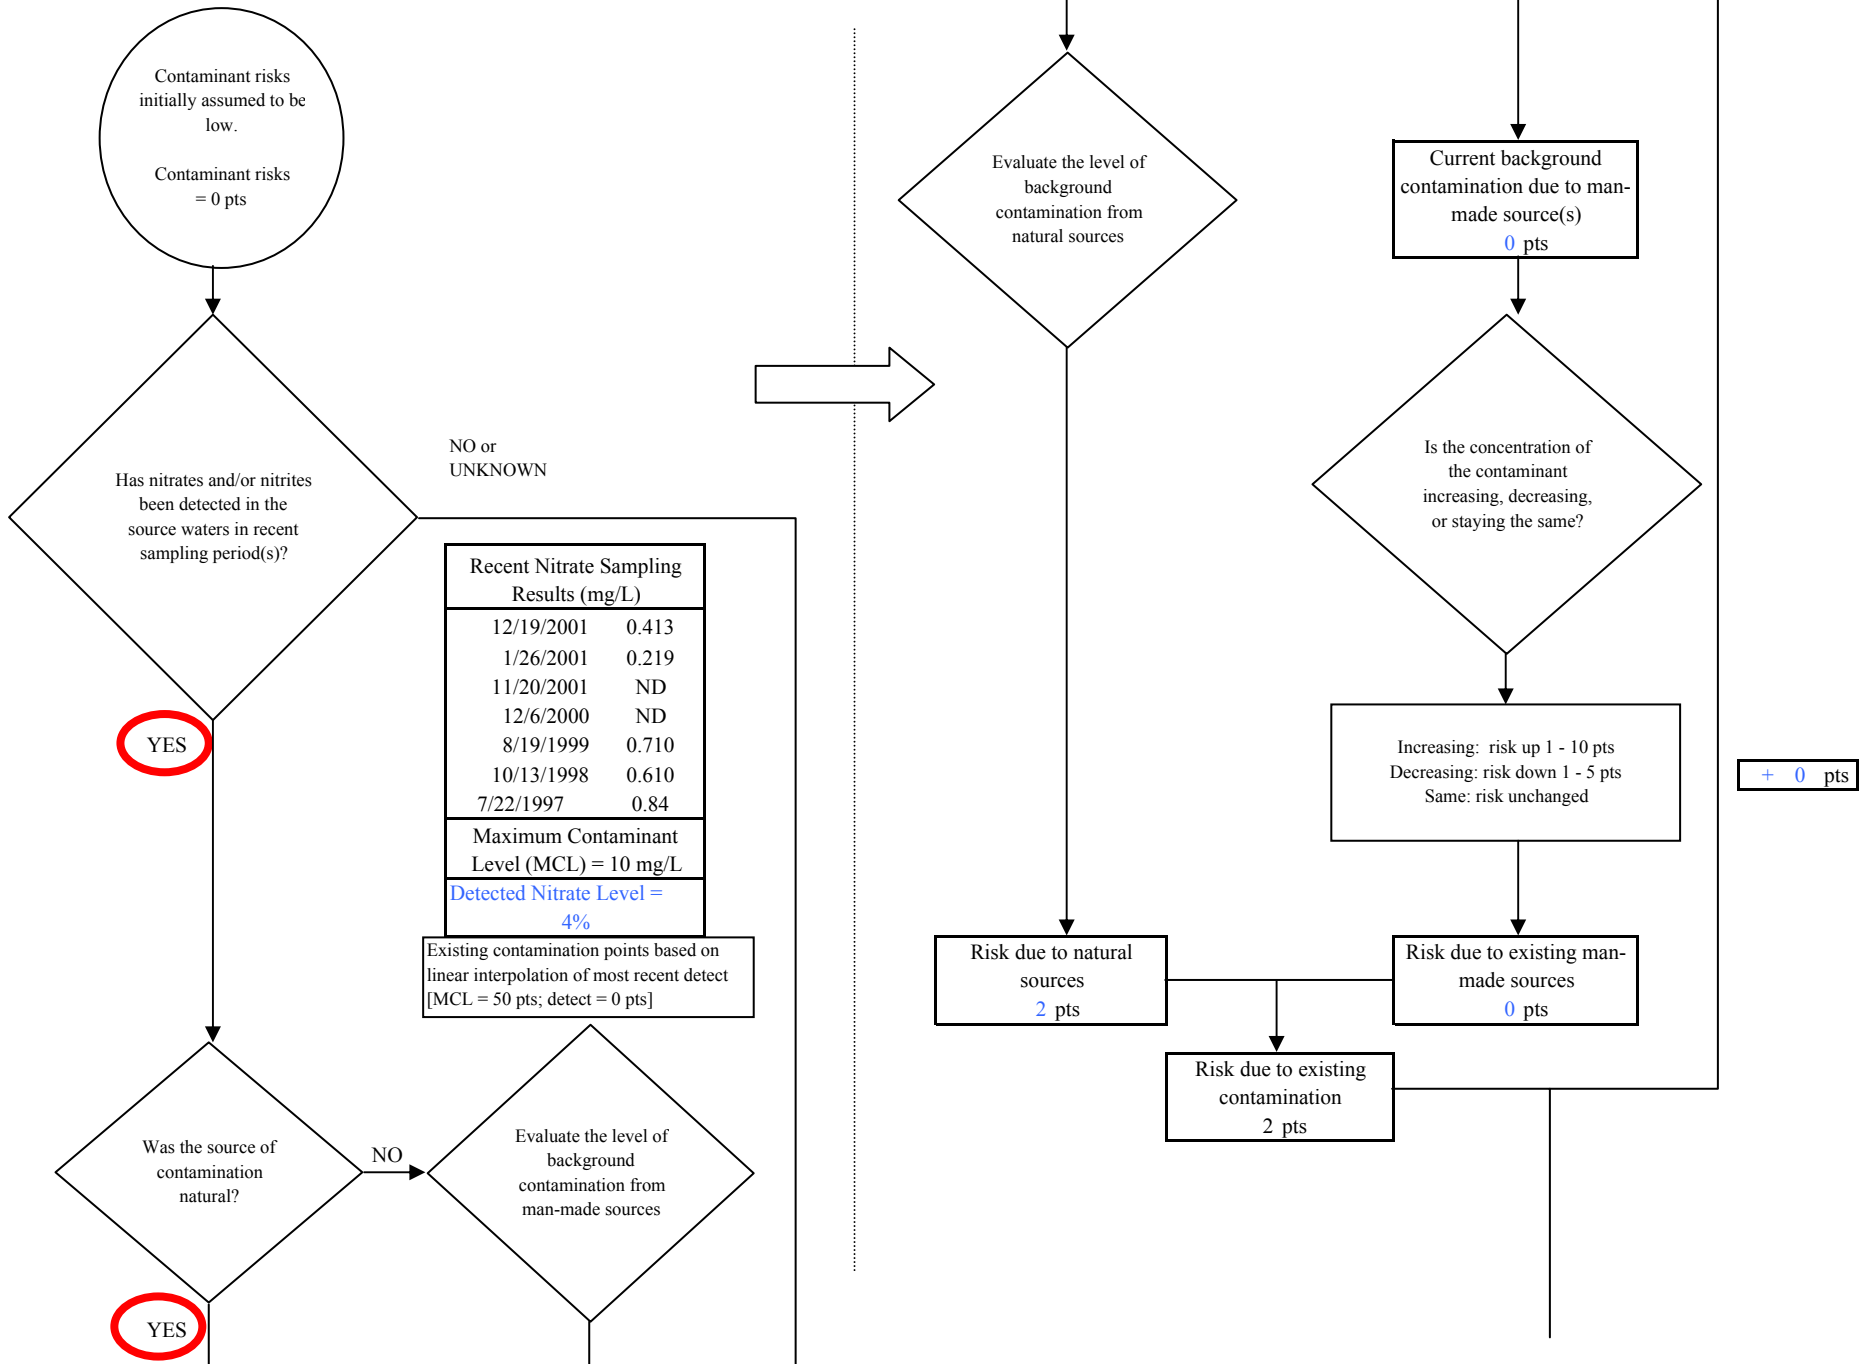 Contaminant risks
initially assumed to be
low.
Contaminant risks
= 0 pts
Has nitrates and/or nitrites
been detected in the
source waters in recent
sampling period(s)?
NO or
UNKNOWN
YES
Recent Nitrate Sampling
Results (mg/L)
12/19/2001 0.413
1/26/2001 0.219
11/20/2001 ND
12/6/2000 ND
8/19/1999 0.710
10/13/1998 0.610
7/22/1997 0.84
Maximum Contaminant
Level (MCL) = 10 mg/L
Detected Nitrate Level =
4%
Existing contamination points based on
linear interpolation of most recent detect
[MCL = 50 pts; detect = 0 pts]
Was the source of
contamination
natural?
NO
YES
Evaluate the level of
background
contamination from
man-made sources
Evaluate the level of
background
contamination from
natural sources
Current background
contamination due to man-
made source(s)
0 pts
Is the concentration of
the contaminant
increasing, decreasing,
or staying the same?
Increasing: risk up 1 - 10 pts
Decreasing: risk down 1 - 5 pts
Same: risk unchanged
+ 0 pts
Risk due to natural
sources
2 pts
Risk due to existing man-
made sources
0 pts
Risk due to existing
contamination
2 pts